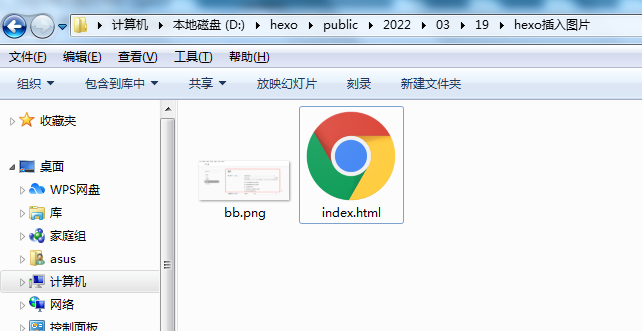 计算机 ▸ 本地磁盘 (D:) ▸ hexo ▸ public ▸ 2022 ▸ 03 ▸ 19 ▸ hexo插入图片
文件(F) 编辑(E) 查看(V) 工具(T) 帮助(H)
组织 包含到库中 共享 放映幻灯片 刻录 新建文件夹
收藏夹
桌面
WPS网盘
库
家庭组
asus
计算机
网络
控制面板
bb.png
index.html